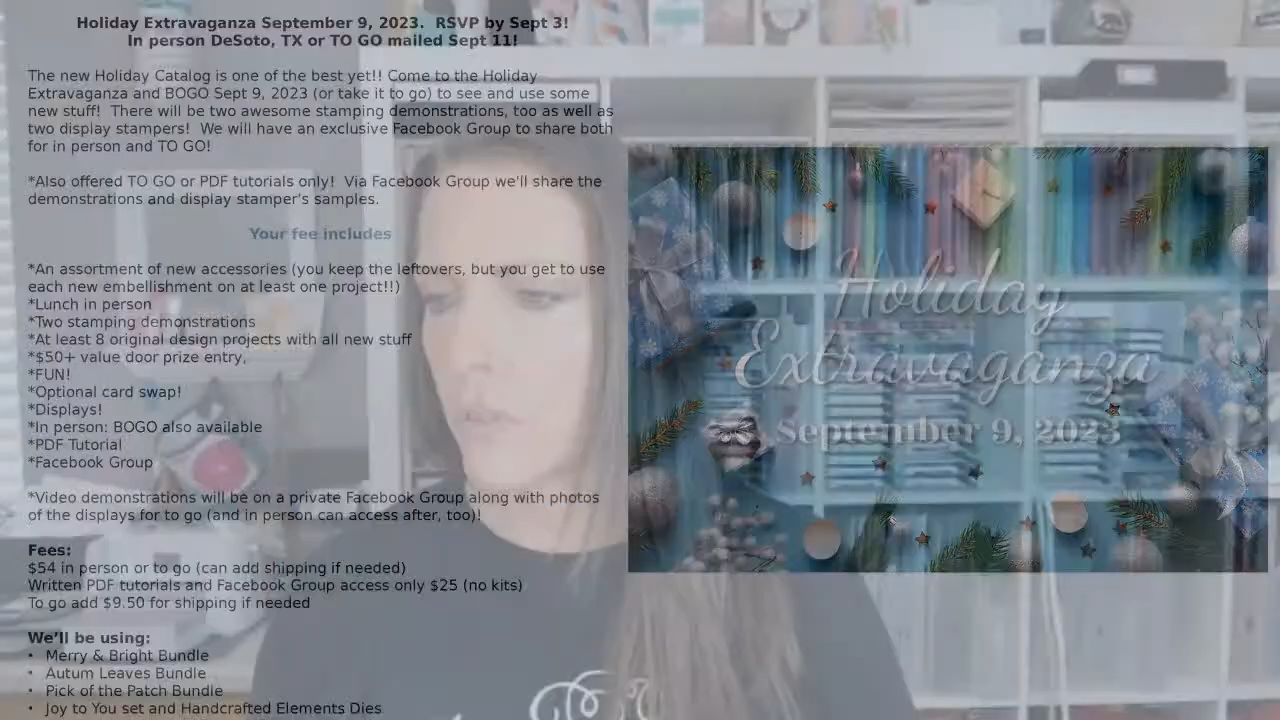 Holiday Extravaganza September 9, 2023.  RSVP by Sept 3!
In person DeSoto, TX or TO GO mailed Sept 11!
The new Holiday Catalog is one of the best yet!! Come to the Holiday
Extravaganza and BOGO Sept 9, 2023 (or take it to go) to see and use some
new stuff!  There will be two awesome stamping demonstrations, too as well as
two display stampers!  We will have an exclusive Facebook Group to share both
for in person and TO GO!
*Also offered TO GO or PDF tutorials only!  Via Facebook Group we'll share the
demonstrations and display stamper's samples.
Your fee includes
*An assortment of new accessories (you keep the leftovers, but you get to use
each new embellishment on at least one project!!)
*Lunch in person
*Two stamping demonstrations
*At least 8 original design projects with all new stuff
*$50+ value door prize entry,
*FUN!
*Optional card swap!
*Displays!
*In person: BOGO also available
*PDF Tutorial
*Facebook Group
*Video demonstrations will be on a private Facebook Group along with photos
of the displays for to go (and in person can access after, too)!
Fees:
$54 in person or to go (can add shipping if needed)
Written PDF tutorials and Facebook Group access only $25 (no kits)
To go add $9.50 for shipping if needed
We'll be using:
• Merry & Bright Bundle
• Autum Leaves Bundle
• Pick of the Patch Bundle
• Joy to You set and Handcrafted Elements Dies
Holiday
Extravaganza
September 9, 2023